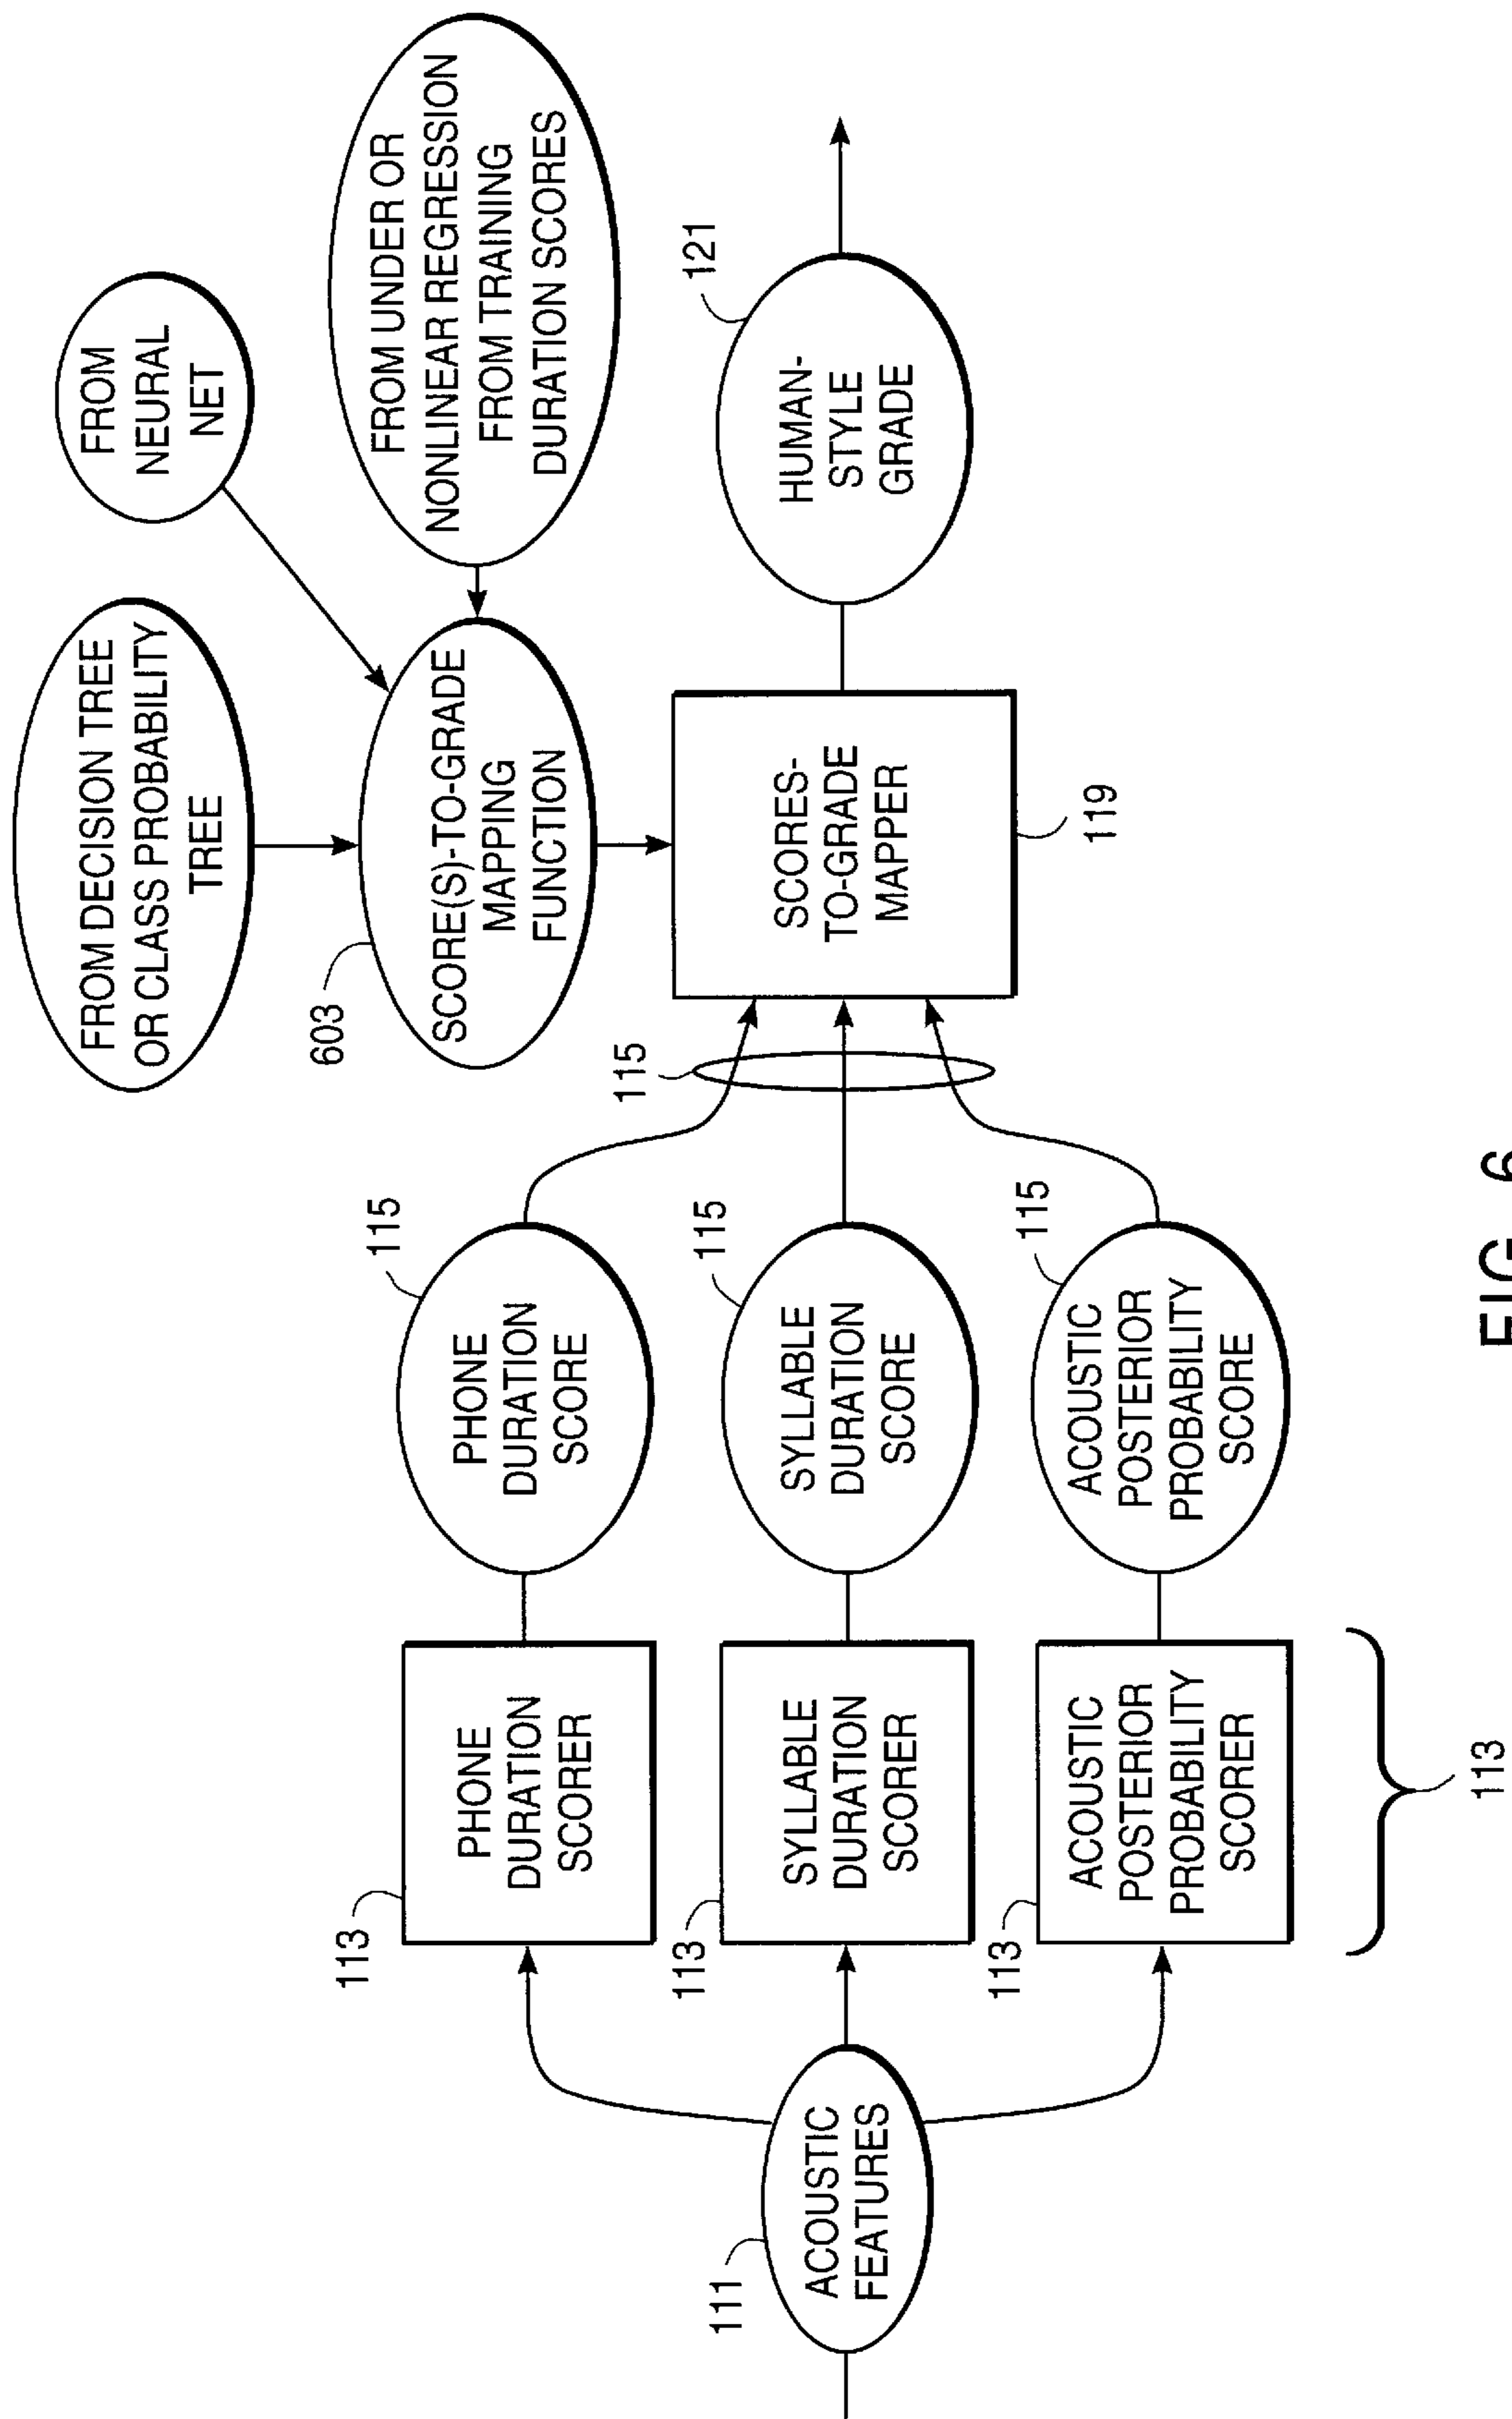 FROM DECISION TREE
OR CLASS PROBABILITY
TREE
FROM
NEURAL
NET
603
SCORE(S)-TO-GRADE
MAPPING
FUNCTION
FROM UNDER OR
NONLINEAR REGRESSION
FROM TRAINING
DURATION SCORES
111
ACOUSTIC
FEATURES
113
PHONE
DURATION
SCORER
115
PHONE
DURATION
SCORE
113
SYLLABLE
DURATION
SCORER
115
SYLLABLE
DURATION
SCORE
113
ACOUSTIC
POSTERIOR
PROBABILITY
SCORER
115
ACOUSTIC
POSTERIOR
PROBABILITY
SCORE
113
115
SCORES-
TO-GRADE
MAPPER
119
121
HUMAN-
STYLE
GRADE
FIG. 6